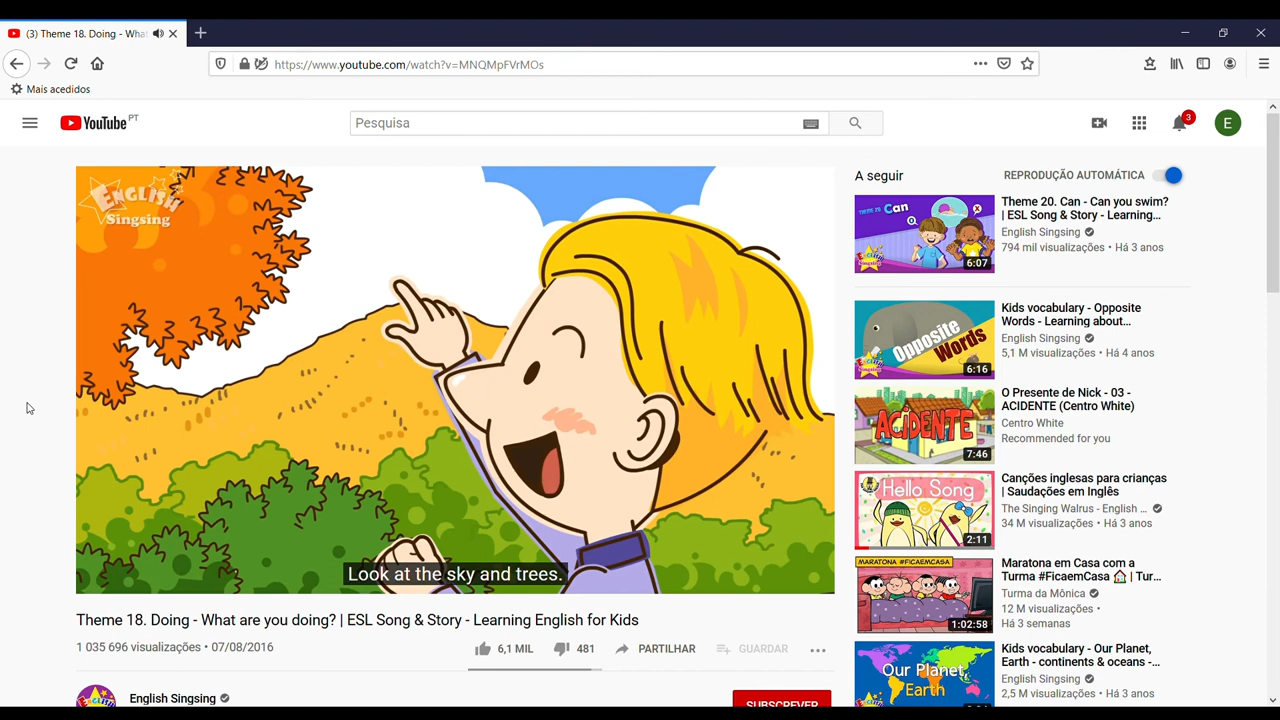 (3) Theme 18. Doing - What
https://www.youtube.com/watch?v=MNQMpFVrMOs
Mais acedidos
YouTube PT
Pesquisa
3
E
ENGLISH
Singsing
Look at the sky and trees.
Theme 18. Doing - What are you doing? | ESL Song & Story - Learning English for Kids
1 035 696 visualizações • 07/08/2016
6,1 MIL
481
PARTILHAR
GUARDAR
English Singsing
SUBSCREVER
A seguir
REPRODUÇÃO AUTOMÁTICA
THEME 20. Can
6:07
Theme 20. Can - Can you swim?
| ESL Song & Story - Learning...
English Singsing
794 mil visualizações • Há 3 anos
Opposite
Words
6:16
Kids vocabulary - Opposite
Words - Learning about...
English Singsing
5,1 M visualizações • Há 4 anos
ACIDENTE
7:46
O Presente de Nick - 03 -
ACIDENTE (Centro White)
Centro White
Recommended for you
Hello Song
2:11
Canções inglesas para crianças
| Saudações em Inglês
The Singing Walrus - English ...
34 M visualizações • Há 3 anos
MARATONA #FICAEMCASA
1:02:58
Maratona em Casa com a
Turma #FicaemCasa 🏠 | Tur...
Turma da Mônica
12 M visualizações •
Há 3 semanas
Our Planet,
Earth
Kids vocabulary - Our Planet,
Earth - continents & oceans -...
English Singsing
2,5 M visualizações • Há 3 anos